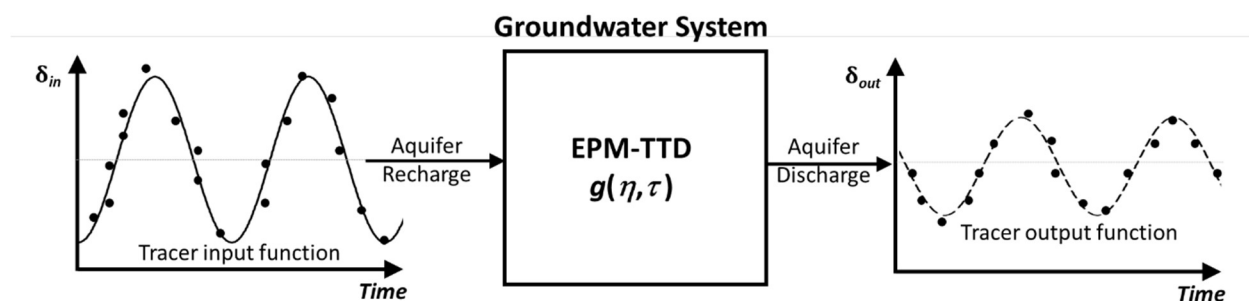 Groundwater System
δin
Tracer input function
Time
Aquifer
Recharge
EPM-TTD
g(η,τ)
Aquifer
Discharge
δout
Tracer output function
Time